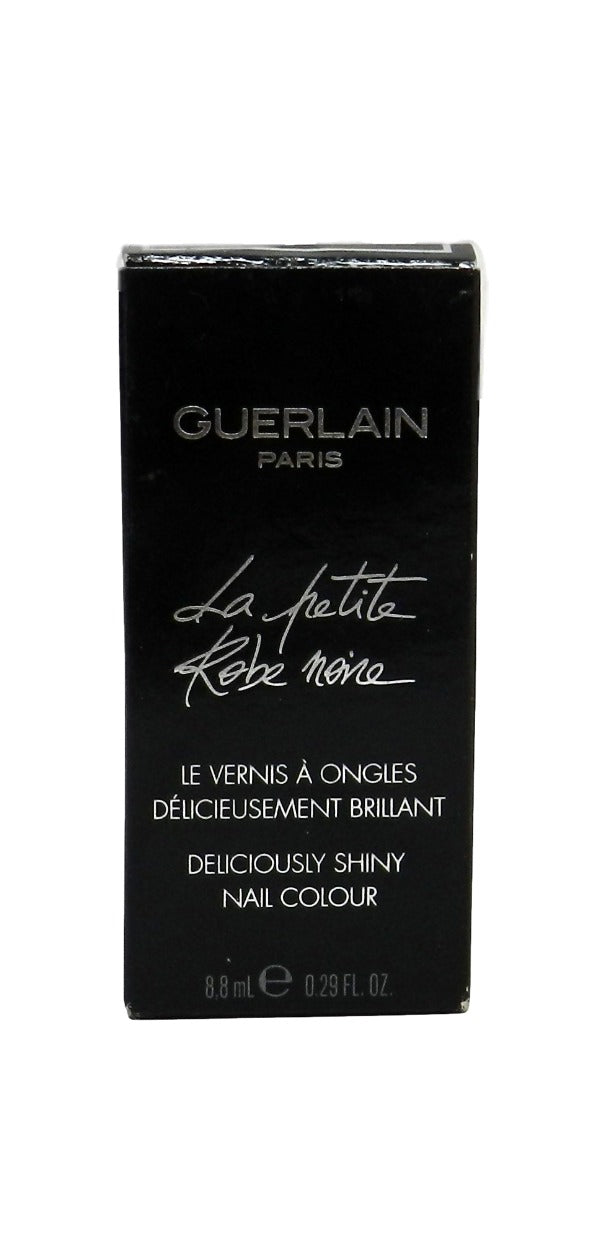 GUERLAIN
PARIS
La petite
Robe noire
LE VERNIS À ONGLES
DÉLICIEUSEMENT BRILLANT
DELICIOUSLY SHINY
NAIL COLOUR
8.8 mL ℮ 0.29 FL. OZ.